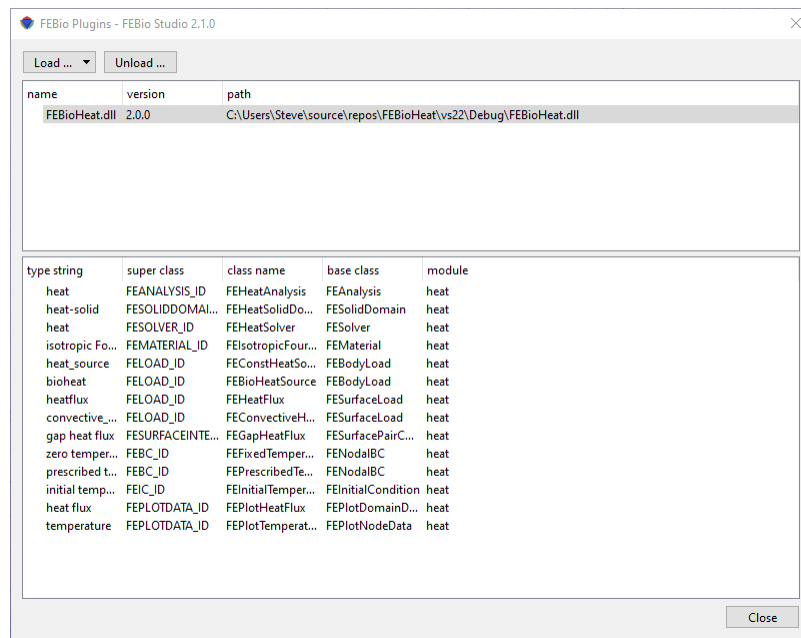 FEBio Plugins - FEBio Studio 2.1.0
Load ... Unload ...
name version path
FEBioHeat.dll 2.0.0 C:\Users\Steve\source\repos\FEBioHeat\vs22\Debug\FEBioHeat.dll
type string super class class name base class module
heat FEANALYSIS_ID FEHeatAnalysis FEAnalysis heat
heat-solid FESOLIDDOMAI... FEHeatSolidDo... FESolidDomain heat
heat FESOLVER_ID FEHeatSolver FESolver heat
isotropic Fo... FEMATERIAL_ID FEIsotropicFour... FEMaterial heat
heat_source FELOAD_ID FEConstHeatSo... FEBodyLoad heat
bioheat FELOAD_ID FEBioHeatSource FEBodyLoad heat
heatflux FELOAD_ID FEHeatFlux FESurfaceLoad heat
convective_... FELOAD_ID FEConvectiveH... FESurfaceLoad heat
gap heat flux FESURFACEINTE... FEGapHeatFlux FESurfacePairC... heat
zero temper... FEBC_ID FEFixedTemper... FENodalBC heat
prescribed t... FEBC_ID FEPrescribedTe... FENodalBC heat
initial temp... FEIC_ID FEInitialTemper... FEInitialCondition heat
heat flux FEPLOTDATA_ID FEPlotHeatFlux FEPlotDomainD... heat
temperature FEPLOTDATA_ID FEPlotTemperat... FEPlotNodeData heat
Close